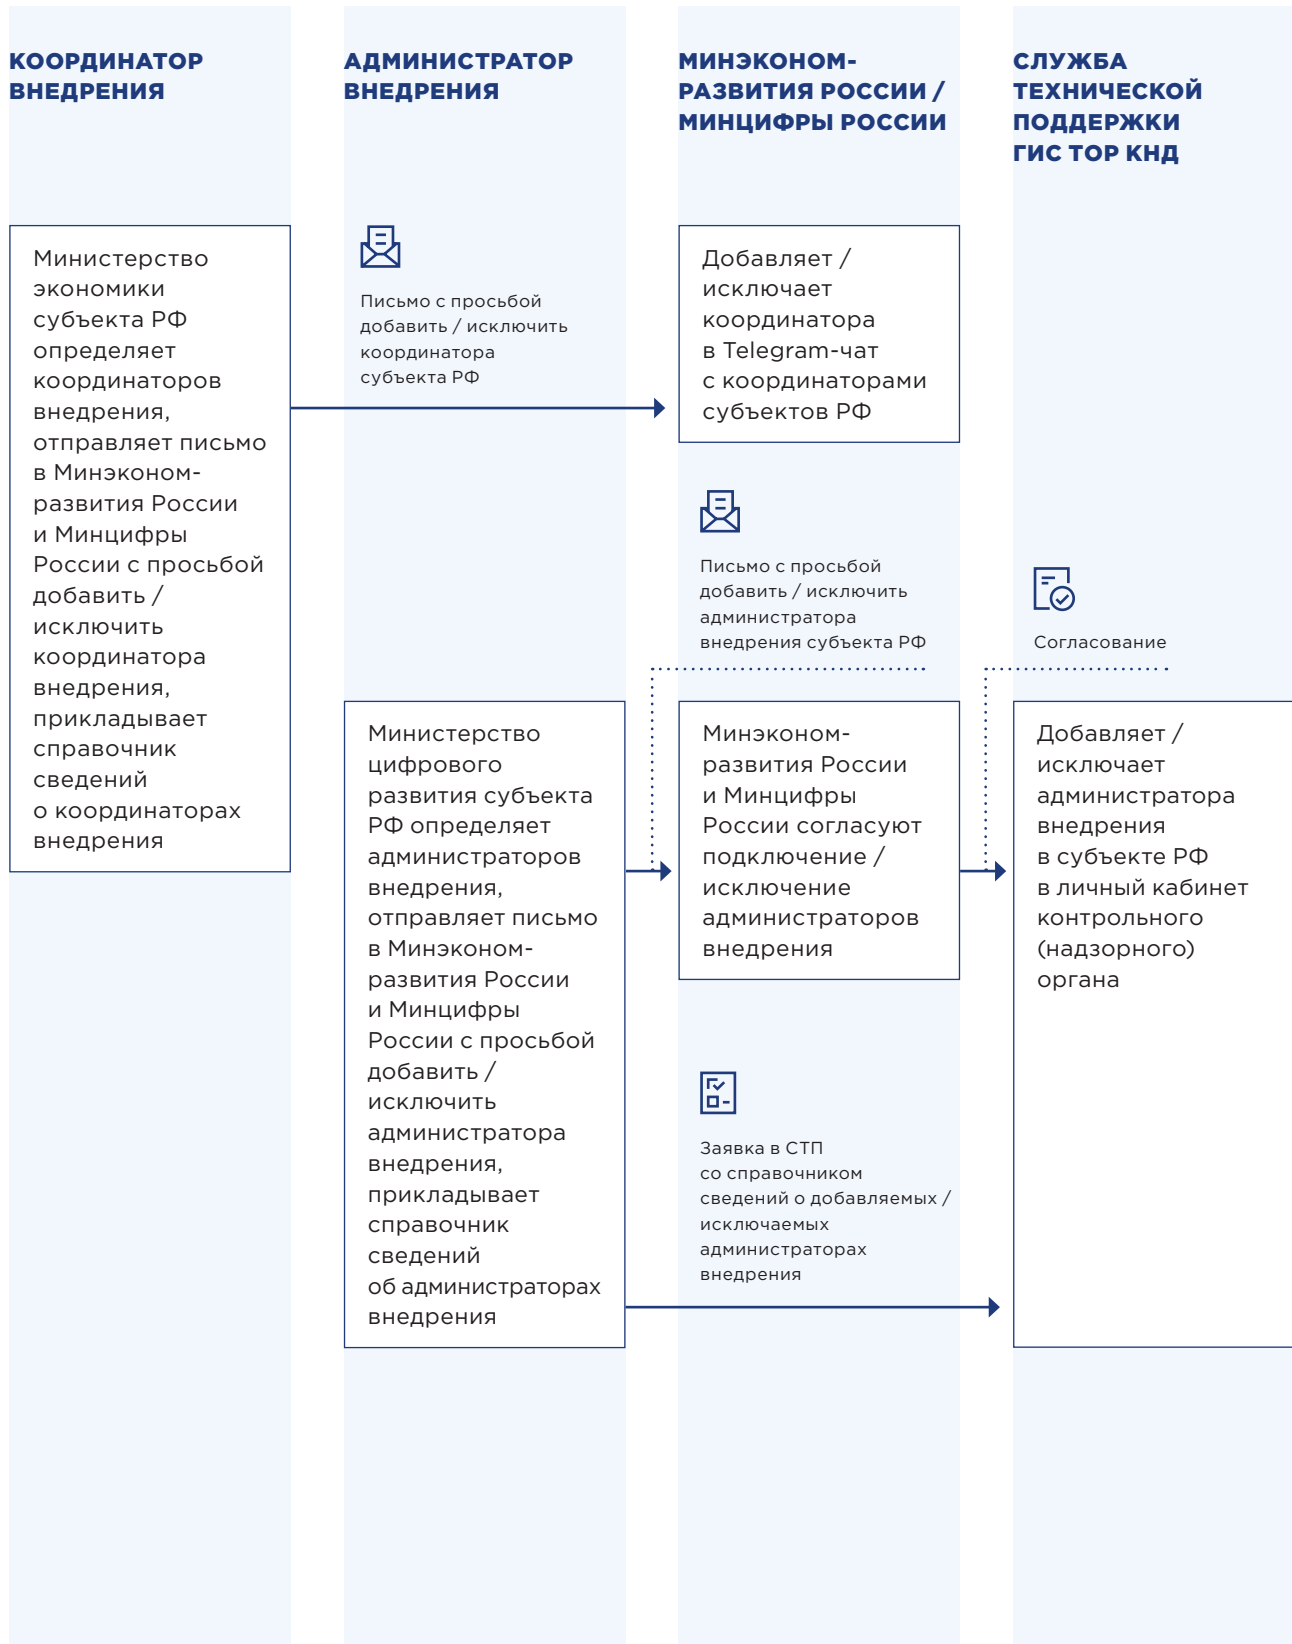 КООРДИНАТОР
ВНЕДРЕНИЯ
АДМИНИСТРАТОР
ВНЕДРЕНИЯ
МИНЭКОНОМ-
РАЗВИТИЯ РОССИИ /
МИНЦИФРЫ РОССИИ
СЛУЖБА
ТЕХНИЧЕСКОЙ
ПОДДЕРЖКИ
ГИС ТОР КНД
Министерство
экономики
субъекта РФ
определяет
координаторов
внедрения,
отправляет письмо
в Минэконом-
развития России
и Минцифры
России с просьбой
добавить /
исключить
координатора
внедрения,
прикладывает
справочник
сведений
о координаторах
внедрения
Письмо с просьбой
добавить / исключить
координатора
субъекта РФ
Добавляет /
исключает
координатора
в Telegram-чат
с координаторами
субъектов РФ
Письмо с просьбой
добавить / исключить
администратора
внедрения субъекта РФ
Согласование
Министерство
цифрового
развития субъекта
РФ определяет
администраторов
внедрения,
отправляет письмо
в Минэконом-
развития России
и Минцифры
России с просьбой
добавить /
исключить
администратора
внедрения,
прикладывает
справочник
сведений
об администраторах
внедрения
Минэконом-
развития России
и Минцифры
России согласуют
подключение /
исключение
администраторов
внедрения
Добавляет /
исключает
администратора
внедрения
в субъекте РФ
в личный кабинет
контрольного
(надзорного)
органа
Заявка в СТП
со справочником
сведений о добавляемых /
исключаемых
администраторах
внедрения